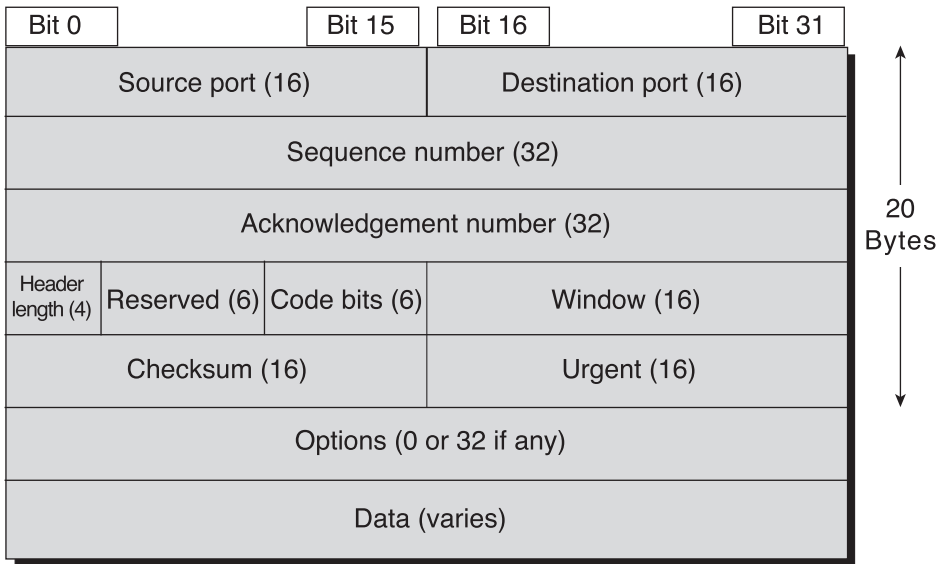 Bit 0
Bit 15
Bit 16
Bit 31
Source port (16)
Destination port (16)
Sequence number (32)
Acknowledgement number (32)
20
Bytes
Header
length (4)
Reserved (6)
Code bits (6)
Window (16)
Checksum (16)
Urgent (16)
Options (0 or 32 if any)
Data (varies)